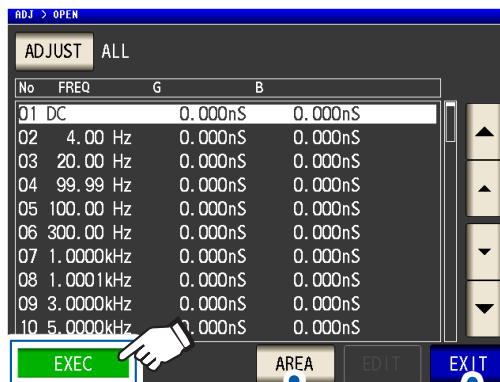 ADJ > OPEN
ADJUST ALL
No FREQ G B
01 DC 0.000nS 0.000nS
02 4.00 Hz 0.000nS 0.000nS
03 20.00 Hz 0.000nS 0.000nS
04 99.99 Hz 0.000nS 0.000nS
05 100.00 Hz 0.000nS 0.000nS
06 300.00 Hz 0.000nS 0.000nS
07 1.0000kHz 0.000nS 0.000nS
08 1.0001kHz 0.000nS 0.000nS
09 3.0000kHz 0.000nS 0.000nS
10 5.0000kHz 0.000nS 0.000nS
EXEC AREA EDIT EXIT